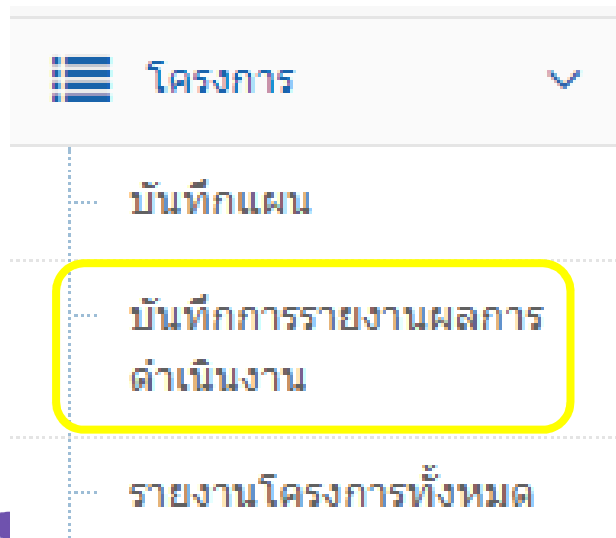 โครงการ
บันทึกแผน
บันทึกการรายงานผลการ
ดำเนินงาน
รายงานโครงการทั้งหมด